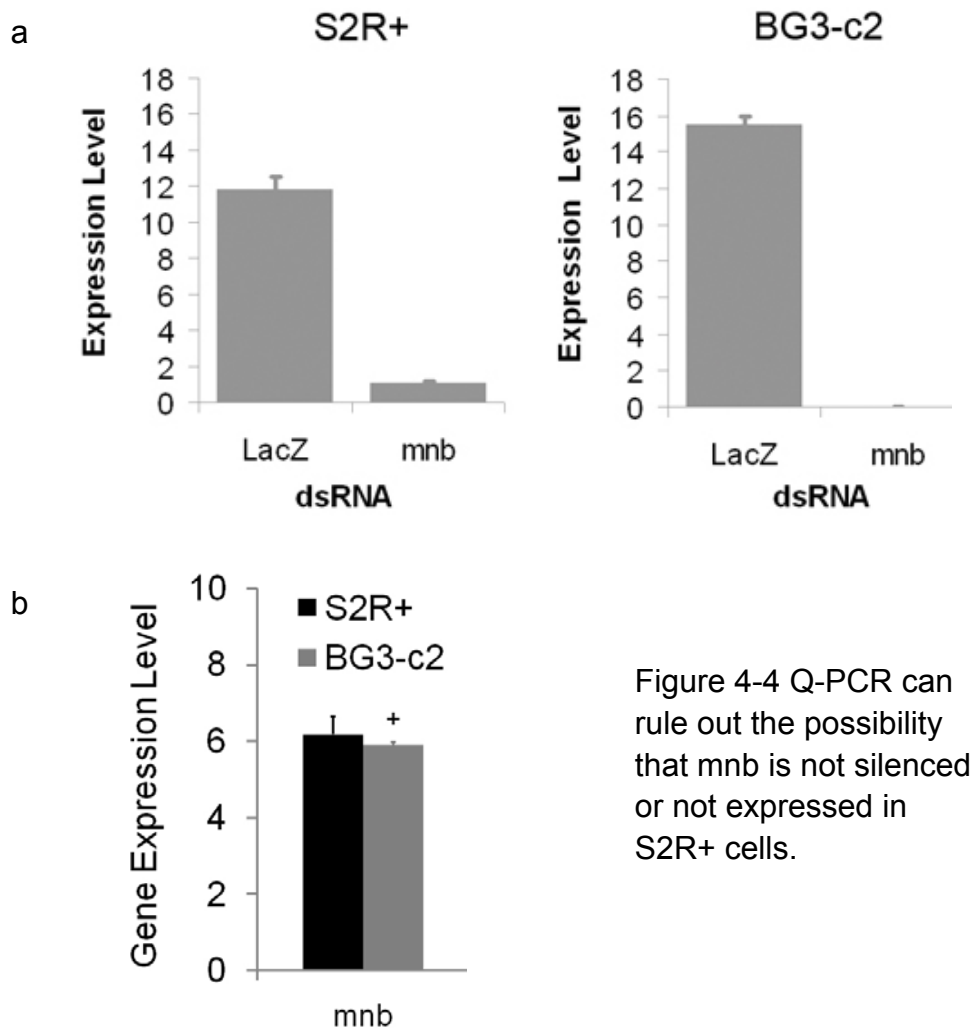 a
S2R+
BG3-c2
Expression Level
18
16
14
12
10
8
6
4
2
0
LacZ mnb
dsRNA
Expression Level
18
16
14
12
10
8
6
4
2
0
LacZ mnb
dsRNA
b
Gene Expression Level
10
8
6
4
2
0
S2R+
BG3-c2
+
mnb
Figure 4-4 Q-PCR can
rule out the possibility
that mnb is not silenced
or not expressed in
S2R+ cells.